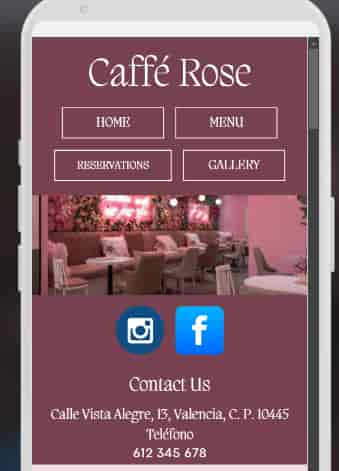 Caffé Rose
HOME
MENU
RESERVATIONS
GALLERY
Contact Us
Calle Vista Alegre, 13, Valencia, C. P. 10445
Teléfono
612 345 678